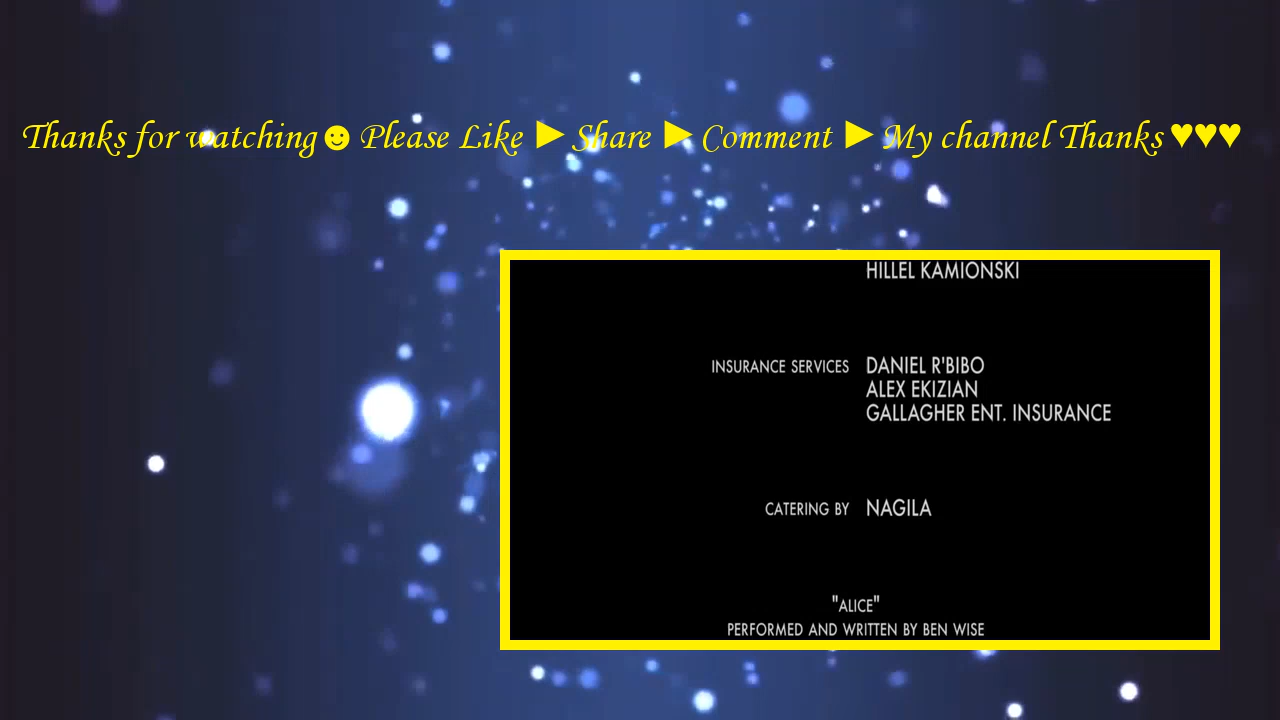 Thanks for watching☻Please Like ► Share ► Comment ► My channel Thanks ♥♥♥
HILLEL KAMIONSKI
INSURANCE SERVICES DANIEL R'BIBO
ALEX EKIZIAN
GALLAGHER ENT. INSURANCE
CATERING BY NAGILA
"ALICE"
PERFORMED AND WRITTEN BY BEN WISE